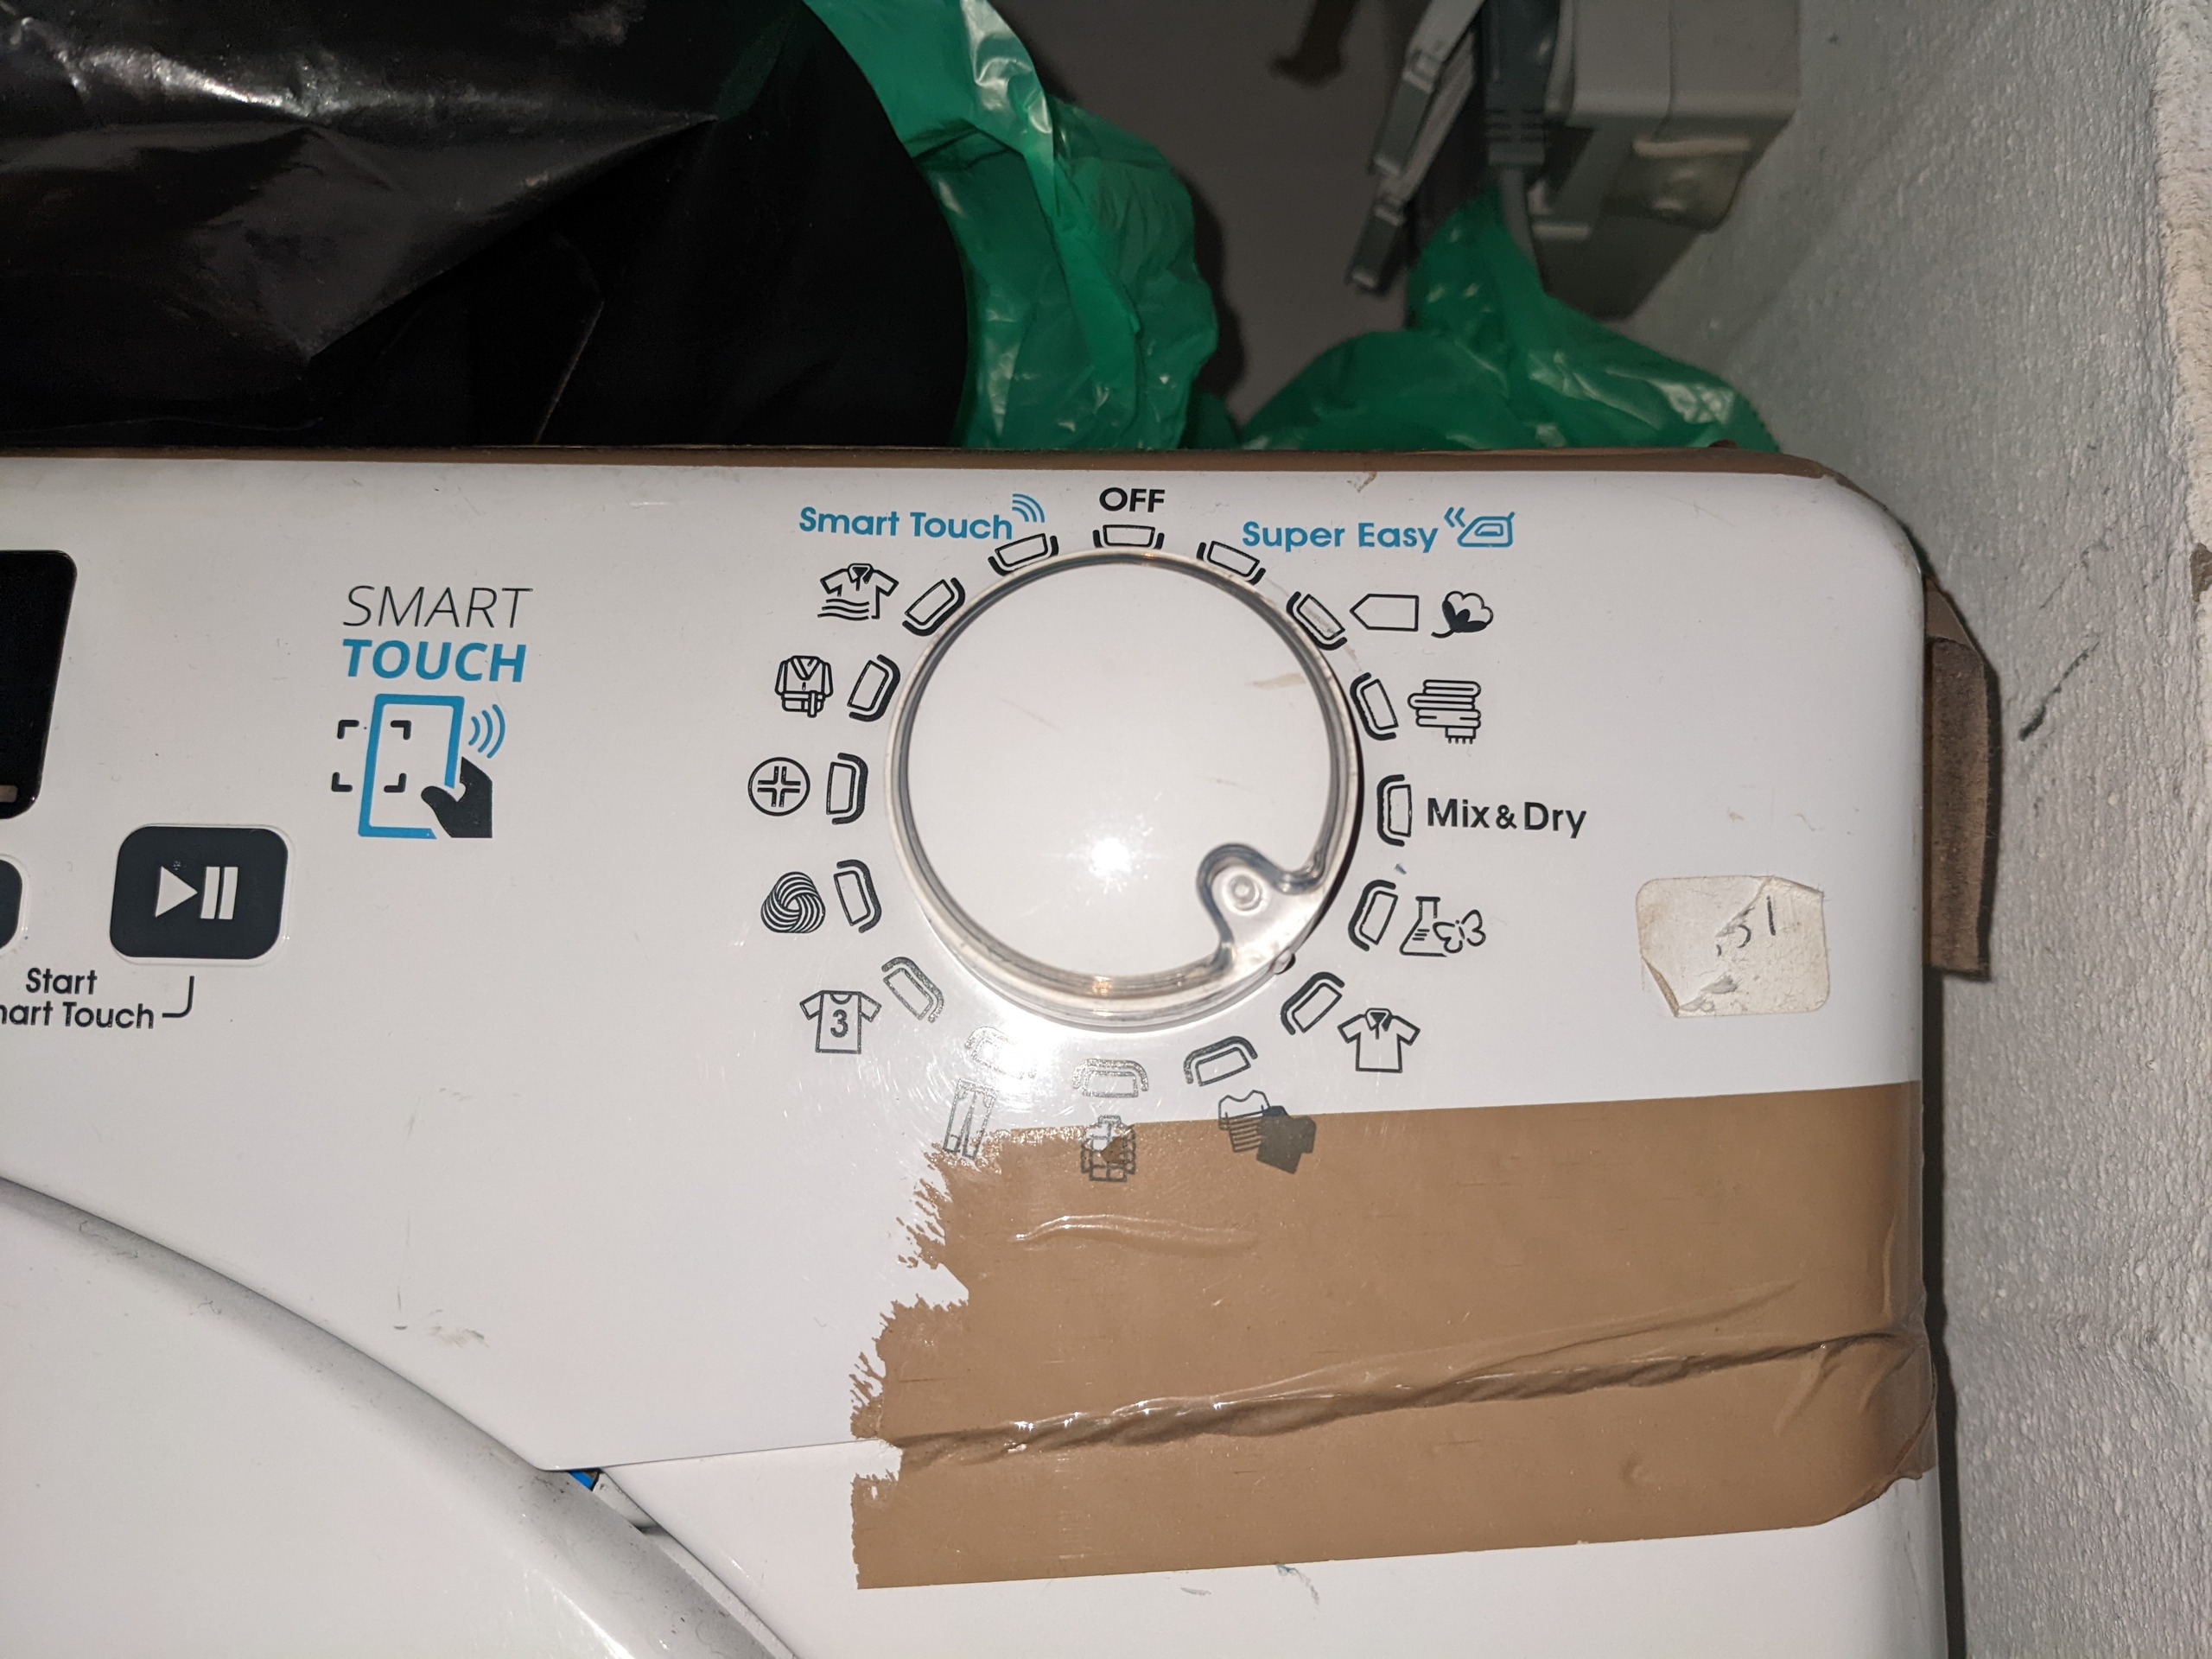 OFF
Smart Touch
Super Easy
SMART
TOUCH
Mix & Dry
Start
mart Touch
3